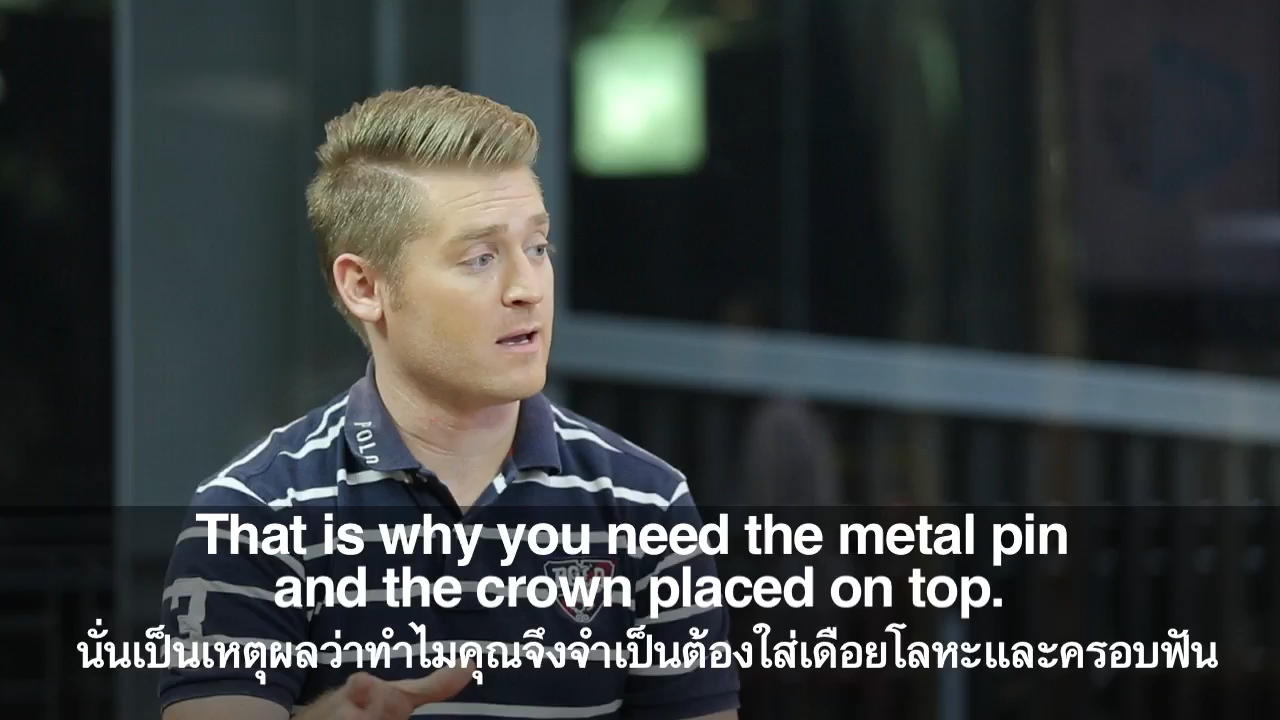 POLO
That is why you need the metal pin
and the crown placed on top.
นั่นเป็นเหตุผลว่าทำไมคุณจึงจำเป็นต้องใส่เดือยโลหะและครอบฟัน